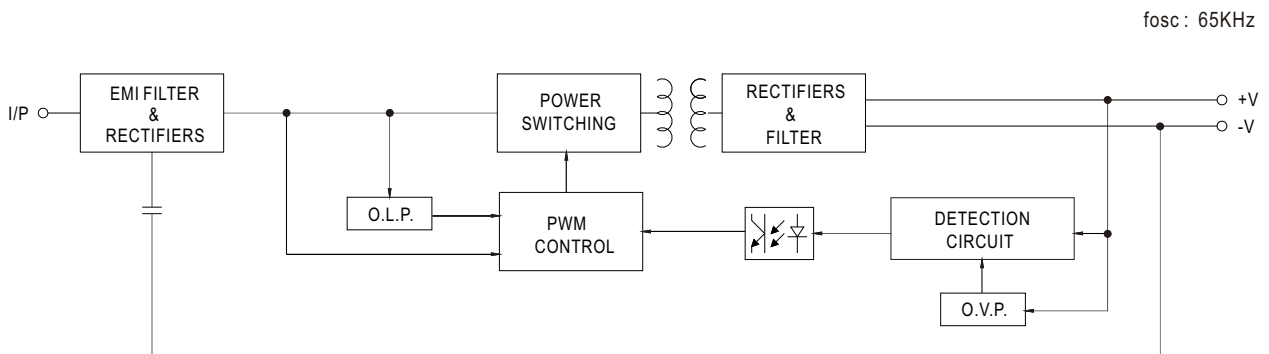 fosc : 65KHz
I/P
EMI FILTER
&
RECTIFIERS
POWER
SWITCHING
RECTIFIERS
&
FILTER
+V
-V
O.L.P.
PWM
CONTROL
DETECTION
CIRCUIT
O.V.P.